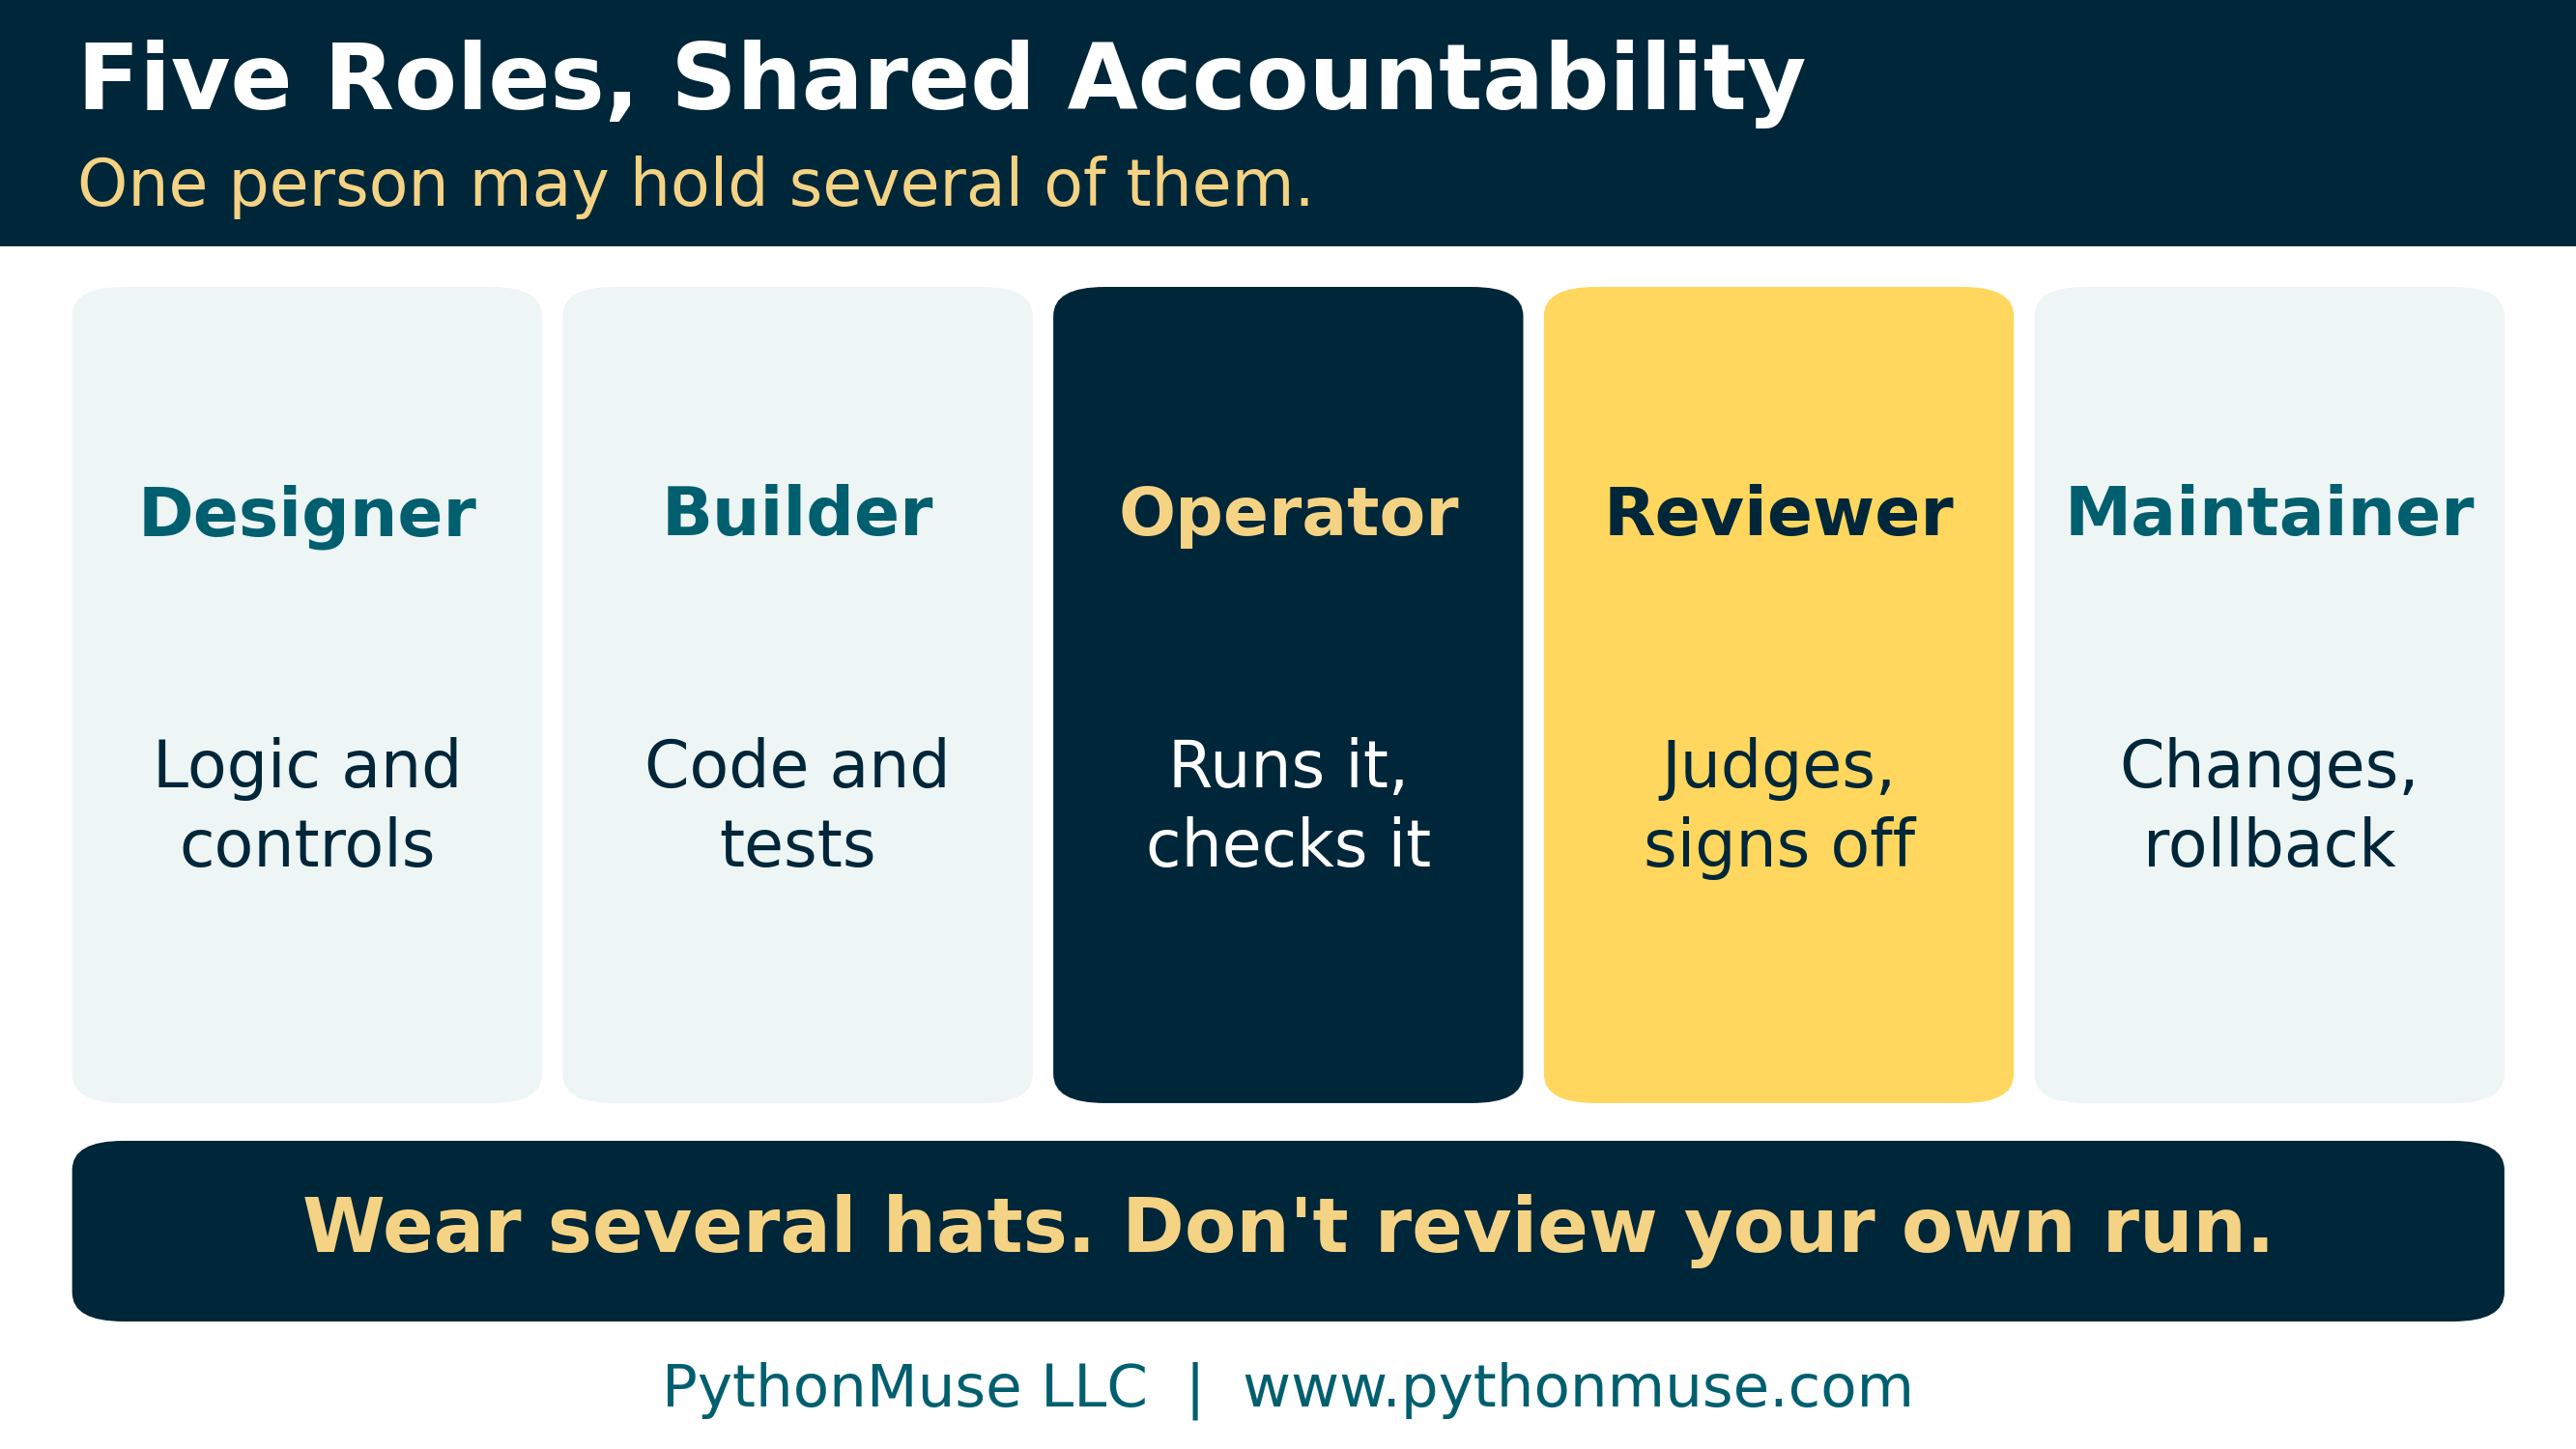 Five Roles, Shared Accountability
One person may hold several of them.
Designer
Logic and
controls
Builder
Code and
tests
Operator
Runs it,
checks it
Reviewer
Judges,
signs off
Maintainer
Changes,
rollback
Wear several hats. Don't review your own run.
PythonMuse LLC | www.pythonmuse.com